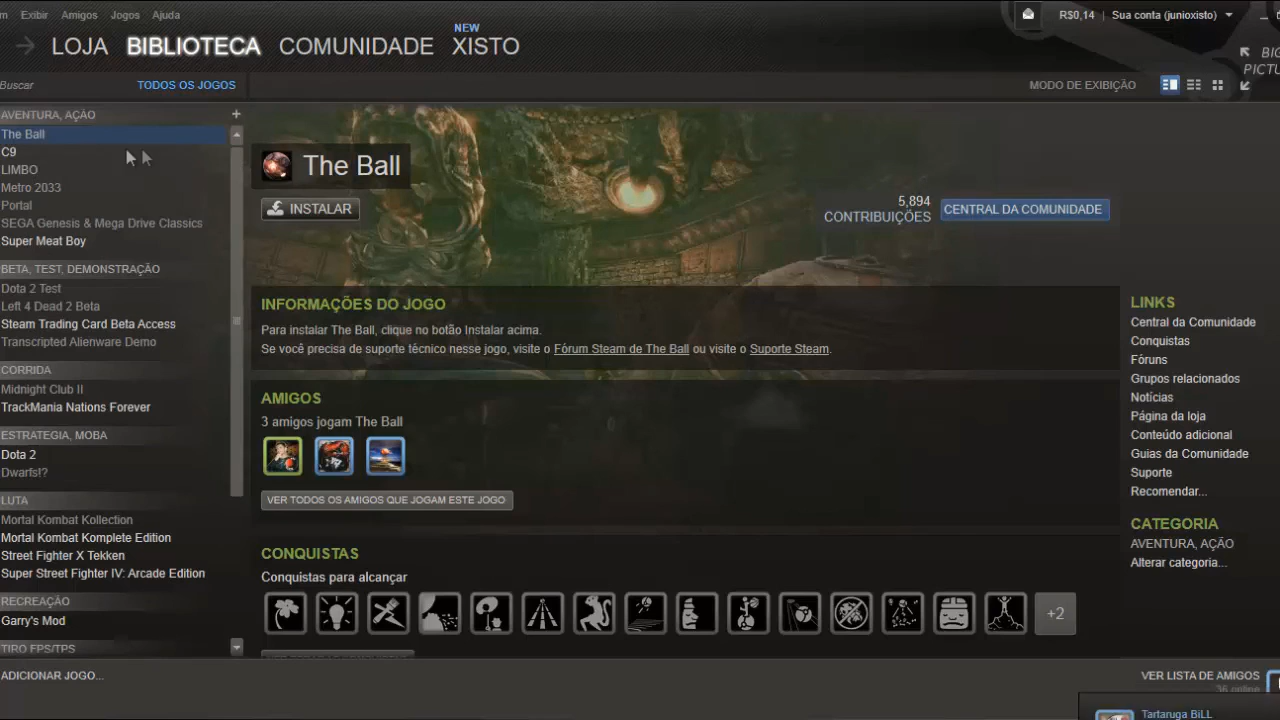 m Exibir Amigos Jogos Ajuda
R$0,14 | Sua conta (junioxisto)
LOJA BIBLIOTECA COMUNIDADE XISTO
NEW
BIG
PICTU
Buscar TODOS OS JOGOS
MODO DE EXIBIÇÃO
AVENTURA, AÇÃO +
The Ball
C9
LIMBO
Metro 2033
Portal
SEGA Genesis & Mega Drive Classics
Super Meat Boy
BETA, TEST, DEMONSTRAÇÃO
Dota 2 Test
Left 4 Dead 2 Beta
Steam Trading Card Beta Access
Transcripted Alienware Demo
CORRIDA
Midnight Club II
TrackMania Nations Forever
ESTRATEGIA, MOBA
Dota 2
Dwarfs!?
LUTA
Mortal Kombat Kollection
Mortal Kombat Komplete Edition
Street Fighter X Tekken
Super Street Fighter IV: Arcade Edition
RECREAÇÃO
Garry's Mod
TIRO FPS/TPS
ADICIONAR JOGO...
The Ball
INSTALAR
5,894
CONTRIBUIÇÕES
CENTRAL DA COMUNIDADE
INFORMAÇÕES DO JOGO
Para instalar The Ball, clique no botão Instalar acima.
Se você precisa de suporte técnico nesse jogo, visite o Fórum Steam de The Ball ou visite o Suporte Steam.
AMIGOS
3 amigos jogam The Ball
VER TODOS OS AMIGOS QUE JOGAM ESTE JOGO
CONQUISTAS
Conquistas para alcançar
+2
LINKS
Central da Comunidade
Conquistas
Fóruns
Grupos relacionados
Notícias
Página da loja
Conteúdo adicional
Guias da Comunidade
Suporte
Recomendar...
CATEGORIA
AVENTURA, AÇÃO
Alterar categoria...
VER LISTA DE AMIGOS
36 online
Tartaruga BiLL